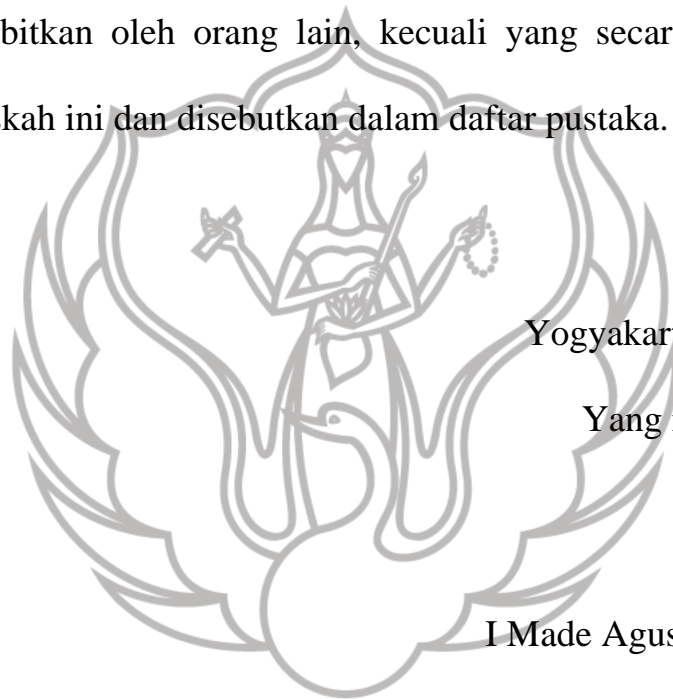 bitkan oleh orang lain, kecuali yang secar
kah ini dan disebutkan dalam daftar pustaka.
Yogyakar
Yang
I Made Agus